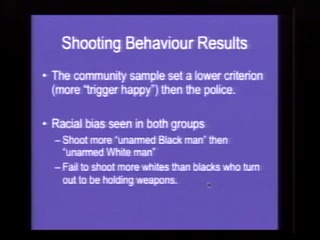 Shooting Behaviour Results
• The community sample set a lower criterion
(more "trigger happy") then the police.
• Racial bias seen in both groups
– Shoot more "unarmed Black man" then
"unarmed White man"
– Fail to shoot more whites than blacks who turn
out to be holding weapons.